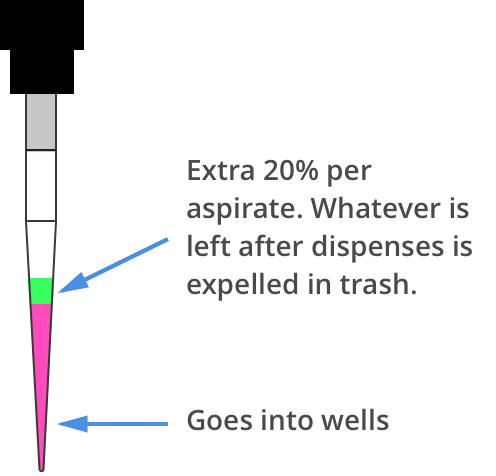 Extra 20% per
aspirate. Whatever is
left after dispenses is
expelled in trash.
Goes into wells